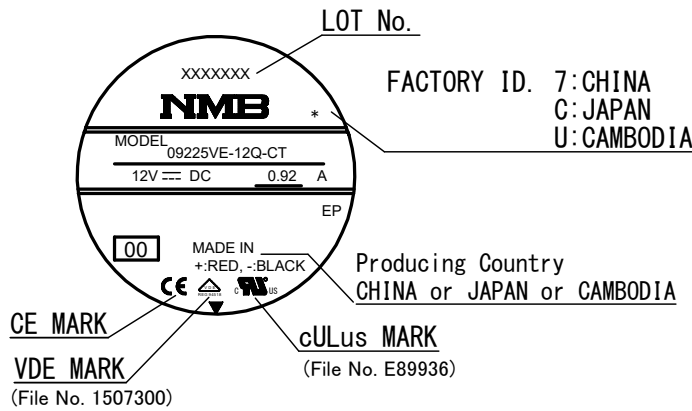 LOT No.
XXXXXXX
NMB
*
FACTORY ID. 7:CHINA
C:JAPAN
U:CAMBODIA
MODEL 09225VE-12Q-CT
12V ⎓ DC 0.92 A
EP
00
MADE IN
+:RED, -:BLACK
Producing Country
CHINA or JAPAN or CAMBODIA
CE
c US
CE MARK
cULus MARK
(File No. E89936)
VDE MARK
(File No. 1507300)